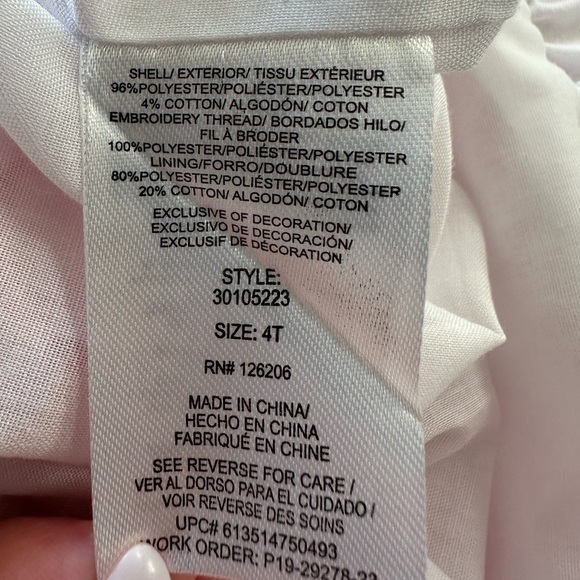 SHELL/ EXTERIOR/ TISSU EXTÉRIEUR
96%POLYESTER/POLIÉSTER/POLYESTER
4% COTTON/ ALGODÓN/ COTON
EMBROIDERY THREAD/ BORDADOS HILO/
FIL À BRODER
100%POLYESTER/POLIÉSTER/POLYESTER
LINING/FORRO/DOUBLURE
80%POLYESTER/POLIÉSTER/POLYESTER
20% COTTON/ ALGODÓN/ COTON
EXCLUSIVE OF DECORATION/
EXCLUSIVO DE DECORACIÓN/
EXCLUSIF DE DÉCORATION
STYLE:
30105223
SIZE: 4T
RN# 126206
MADE IN CHINA/
HECHO EN CHINA/
FABRIQUÉ EN CHINE
SEE REVERSE FOR CARE /
VER AL DORSO PARA EL CUIDADO /
VOIR REVERSE DES SOINS
UPC# 613514750493
WORK ORDER: P19-29278-22